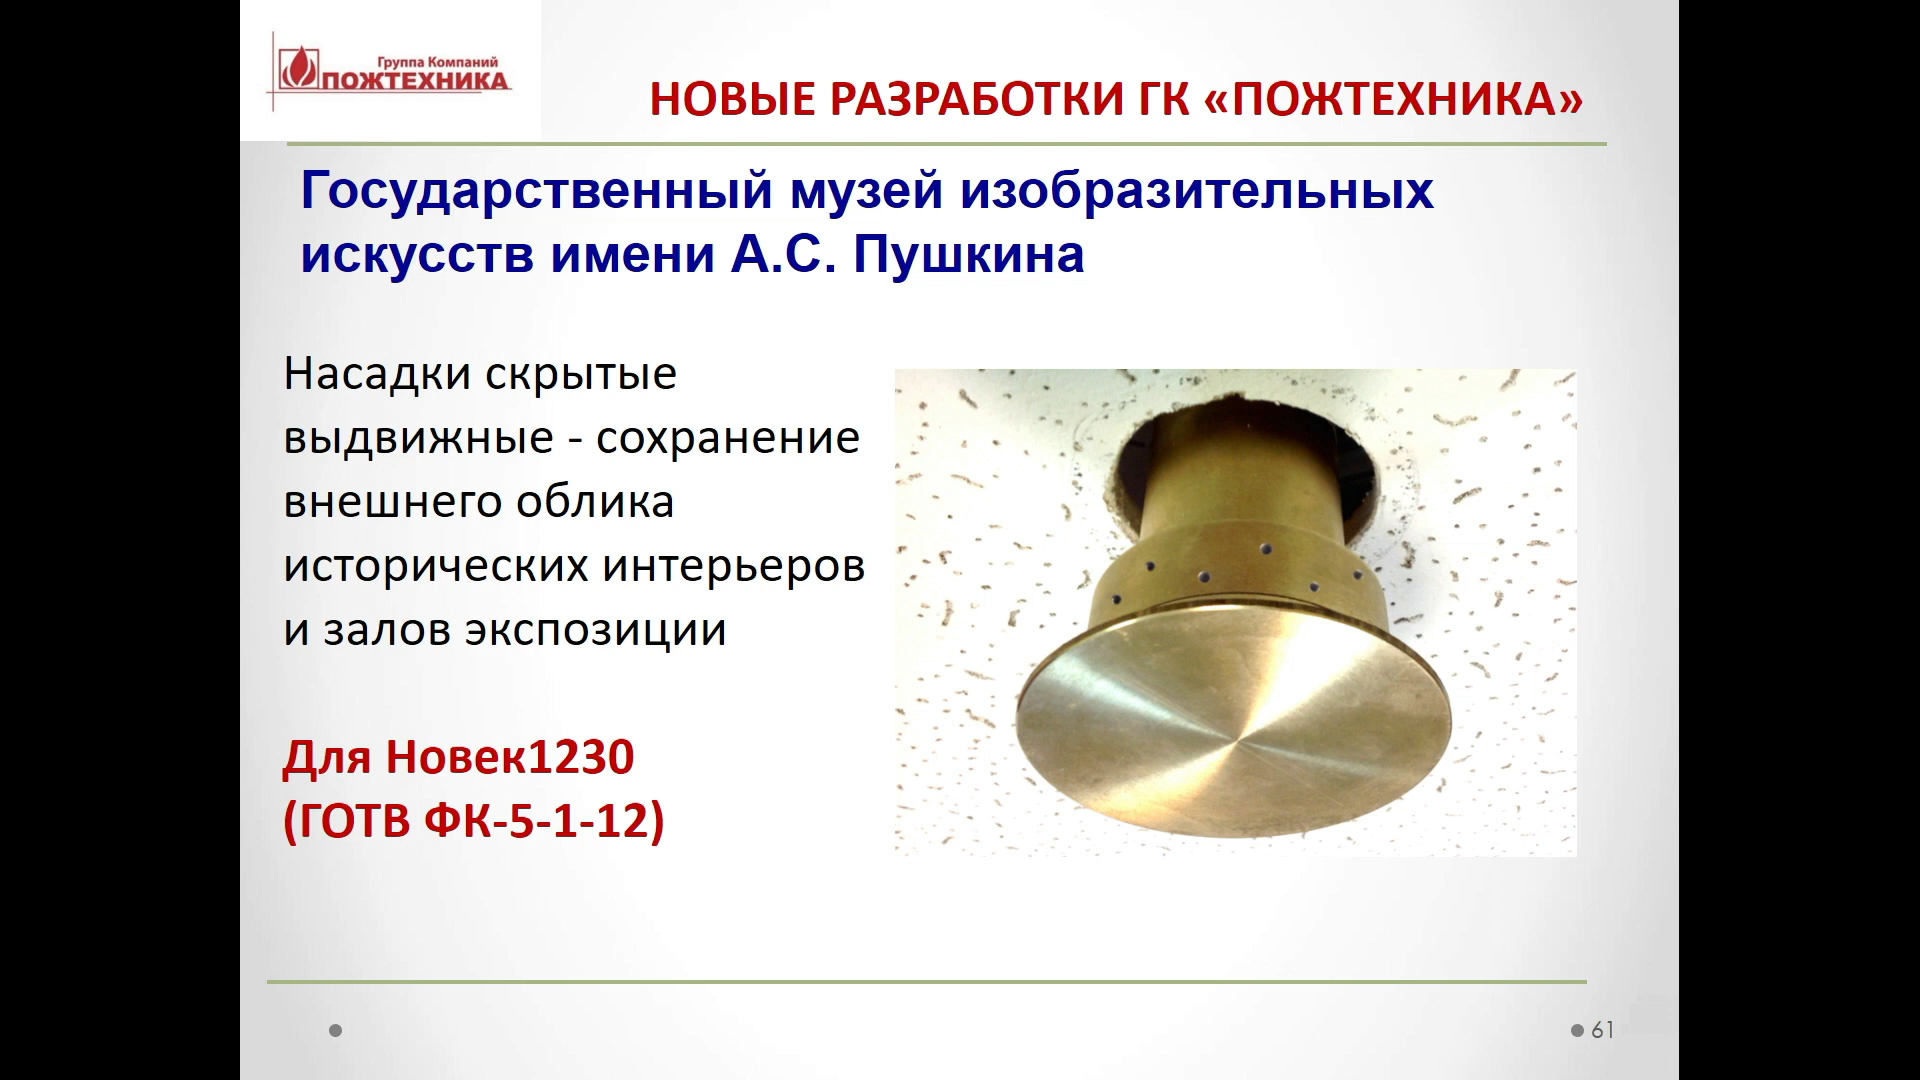 Группа Компаний
ПОЖТЕХНИКА
НОВЫЕ РАЗРАБОТКИ ГК «ПОЖТЕХНИКА»
Государственный музей изобразительных
искусств имени А.С. Пушкина
Насадки скрытые
выдвижные - сохранение
внешнего облика
исторических интерьеров
и залов экспозиции
Для Новек1230
(ГОТВ ФК-5-1-12)
61